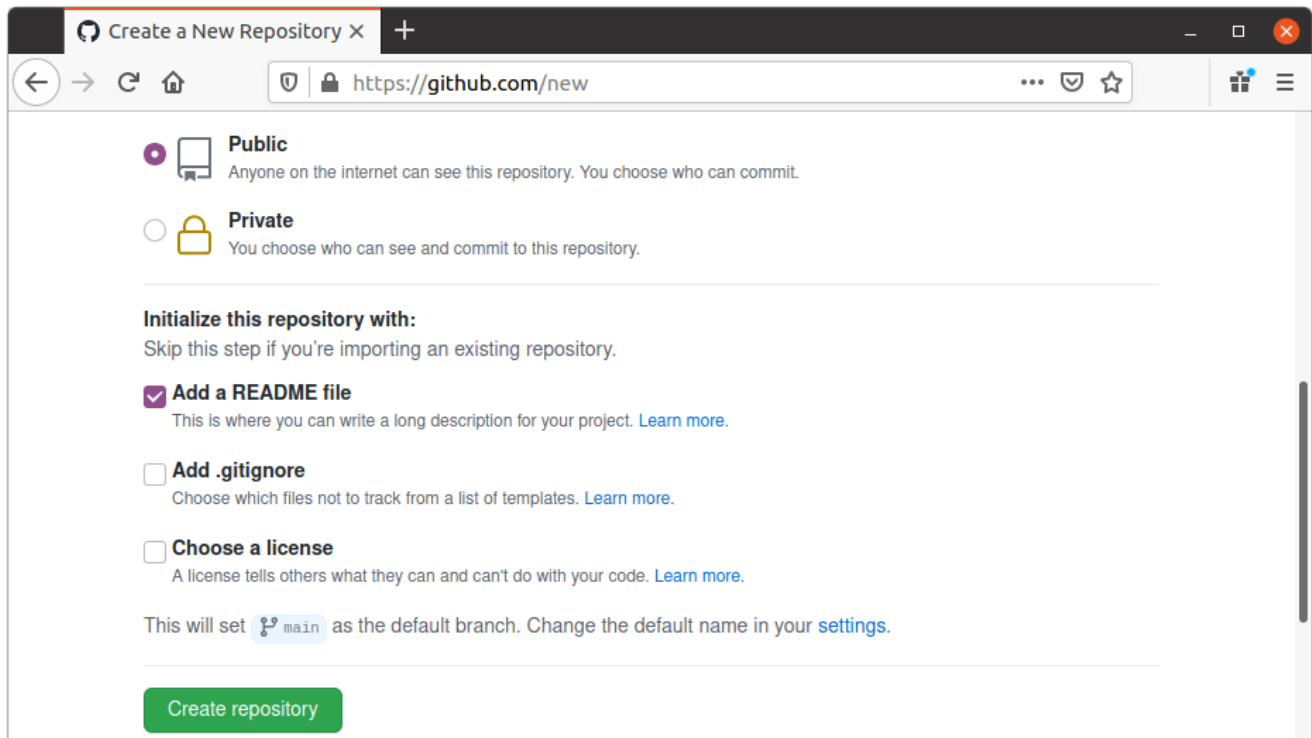 Create a New Repository
https://github.com/new
Public
Anyone on the internet can see this repository. You choose who can commit.
Private
You choose who can see and commit to this repository.
Initialize this repository with:
Skip this step if you're importing an existing repository.
Add a README file
This is where you can write a long description for your project. Learn more.
Add .gitignore
Choose which files not to track from a list of templates. Learn more.
Choose a license
A license tells others what they can and can't do with your code. Learn more.
This will set main as the default branch. Change the default name in your settings.
Create repository